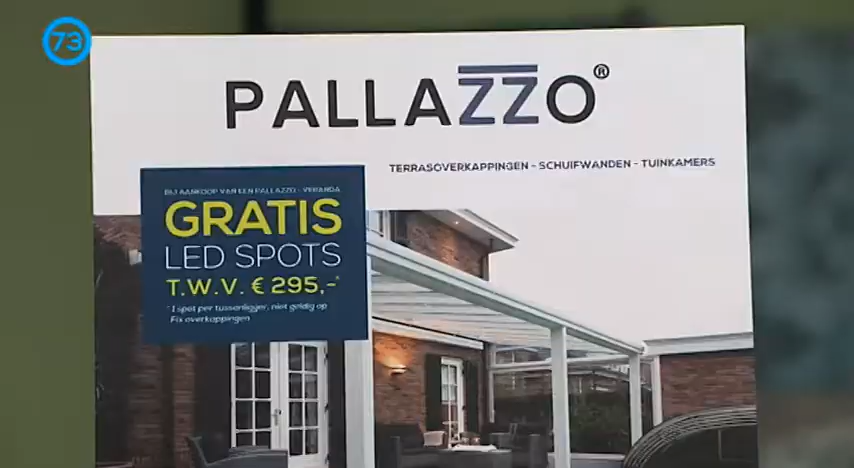 73
PALLAZZO®
TERRASOVERKAPPINGEN - SCHUIFWANDEN - TUINKAMERS
BIJ AANKOOP VAN EEN PALLAZZO - VERANDA
GRATIS
LED SPOTS
T.W.V. € 295,-*
* 1 spot per tussenligger, niet geldig op
Fix overkappingen